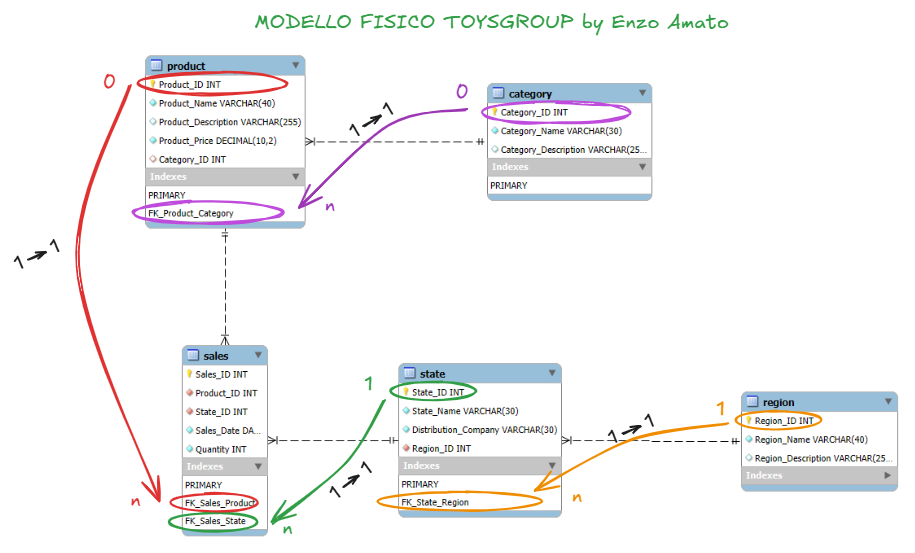 MODELLO FISICO TOYSGROUP by Enzo Amato
product
Product_ID INT
Product_Name VARCHAR(40)
Product_Description VARCHAR(255)
Product_Price DECIMAL(10,2)
Category_ID INT
Indexes
PRIMARY
FK_Product_Category
0
0
1→1
n
category
Category_ID INT
Category_Name VARCHAR(30)
Category_Description VARCHAR(25...
Indexes
PRIMARY
1→1
sales
Sales_ID INT
Product_ID INT
State_ID INT
Sales_Date DA...
Quantity INT
Indexes
PRIMARY
FK_Sales_Product
FK_Sales_State
n
n
1
1→1
state
State_ID INT
State_Name VARCHAR(30)
Distribution_Company VARCHAR(30)
Region_ID INT
Indexes
PRIMARY
FK_State_Region
n
1→1
1
region
Region_ID INT
Region_Name VARCHAR(40)
Region_Description VARCHAR(25...
Indexes